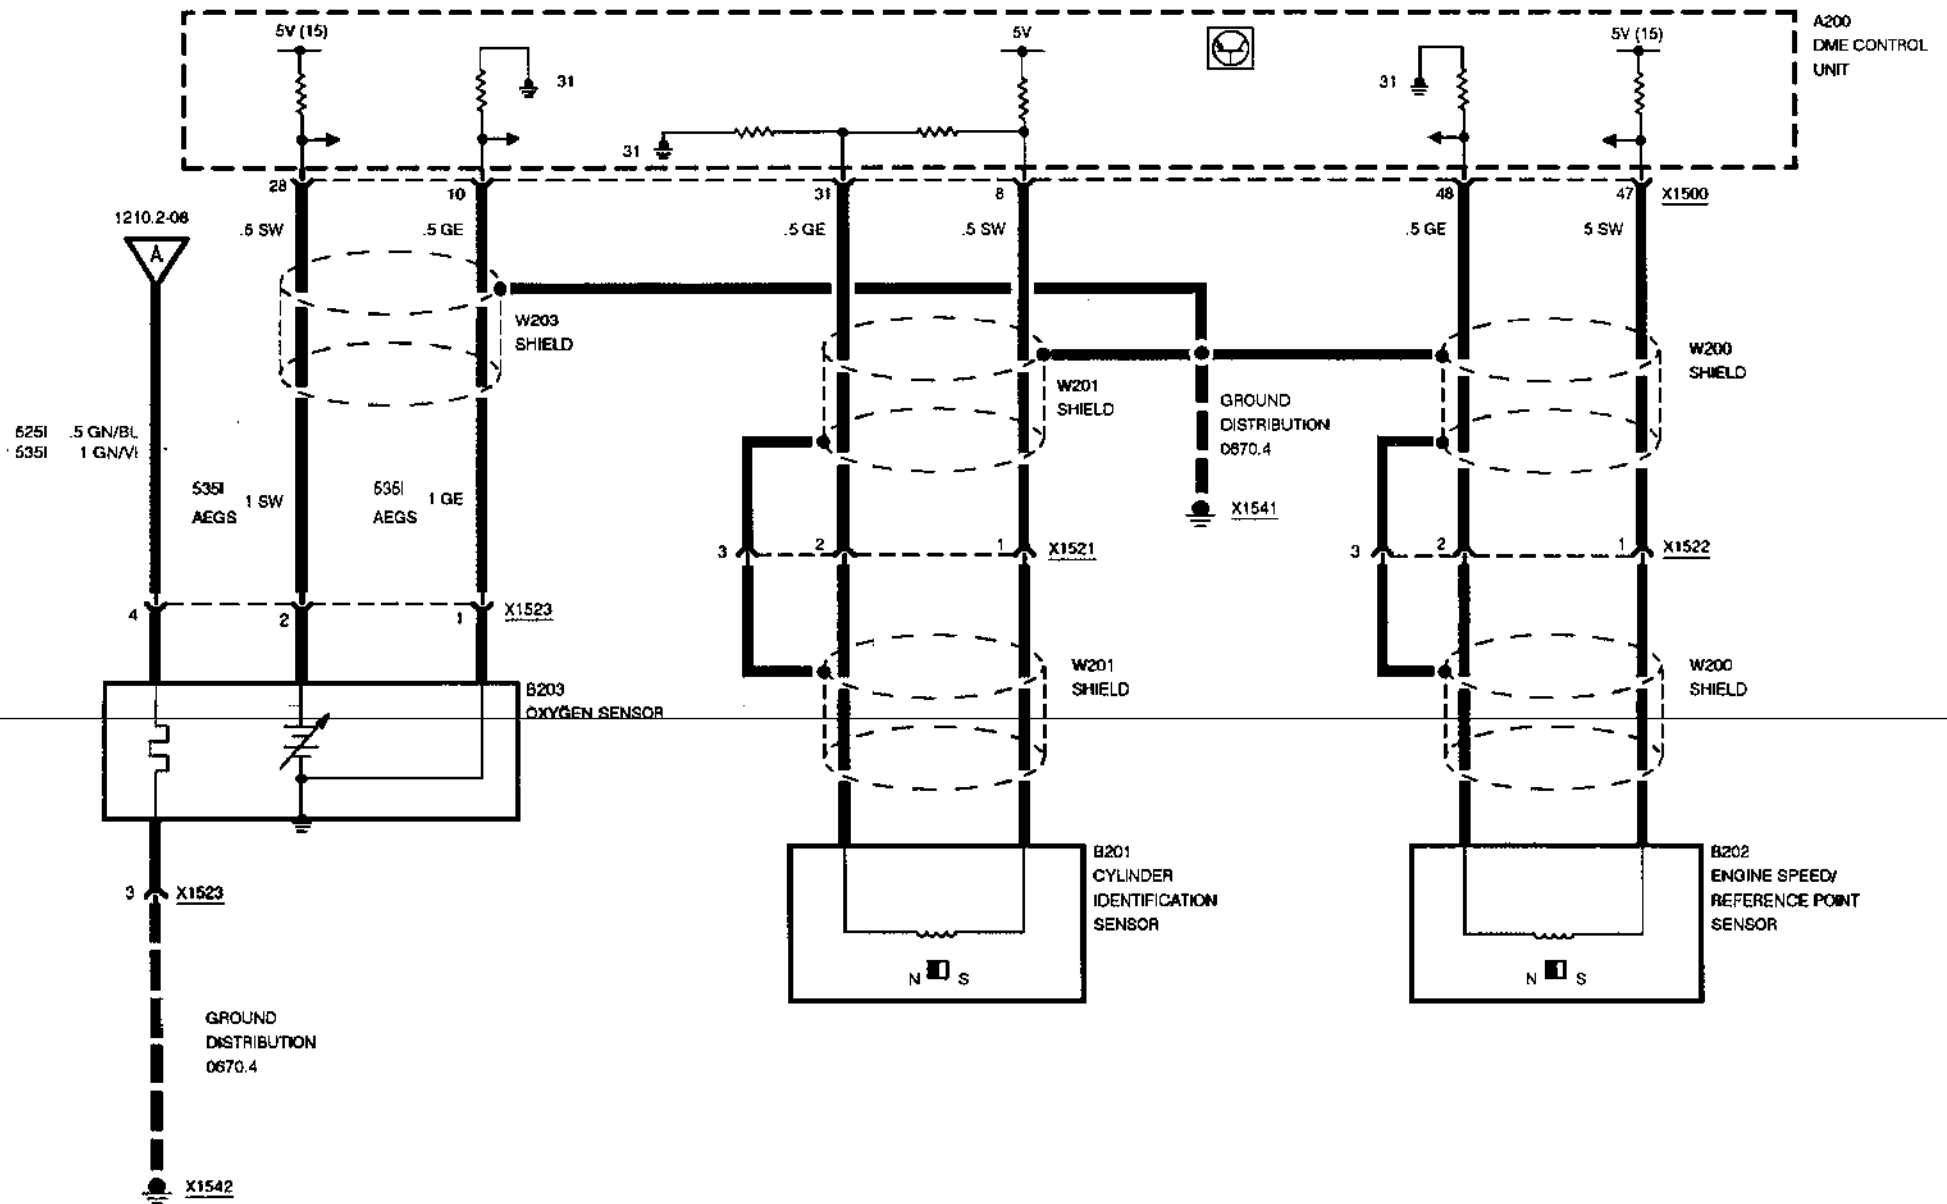 5V (15)
5V
5V (15)
A200
DME CONTROL
UNIT
31
31
31
28
10
31
8
48
47
X1500
1210.2-06
A
.5 SW
.5 GE
.5 GE
.5 SW
.5 GE
5 SW
W203
SHIELD
W201
SHIELD
W200
SHIELD
GROUND
DISTRIBUTION
0670.4
525I .5 GN/BL
535I 1 GN/VI
535I
AEGS
1 SW
535I
AEGS
1 GE
X1541
3
2
1
X1521
3
2
1
X1522
4
2
1
X1523
W201
SHIELD
W200
SHIELD
B203
OXYGEN SENSOR
B201
CYLINDER
IDENTIFICATION
SENSOR
B202
ENGINE SPEED/
REFERENCE POINT
SENSOR
3
X1523
N S
N S
GROUND
DISTRIBUTION
0670.4
X1542